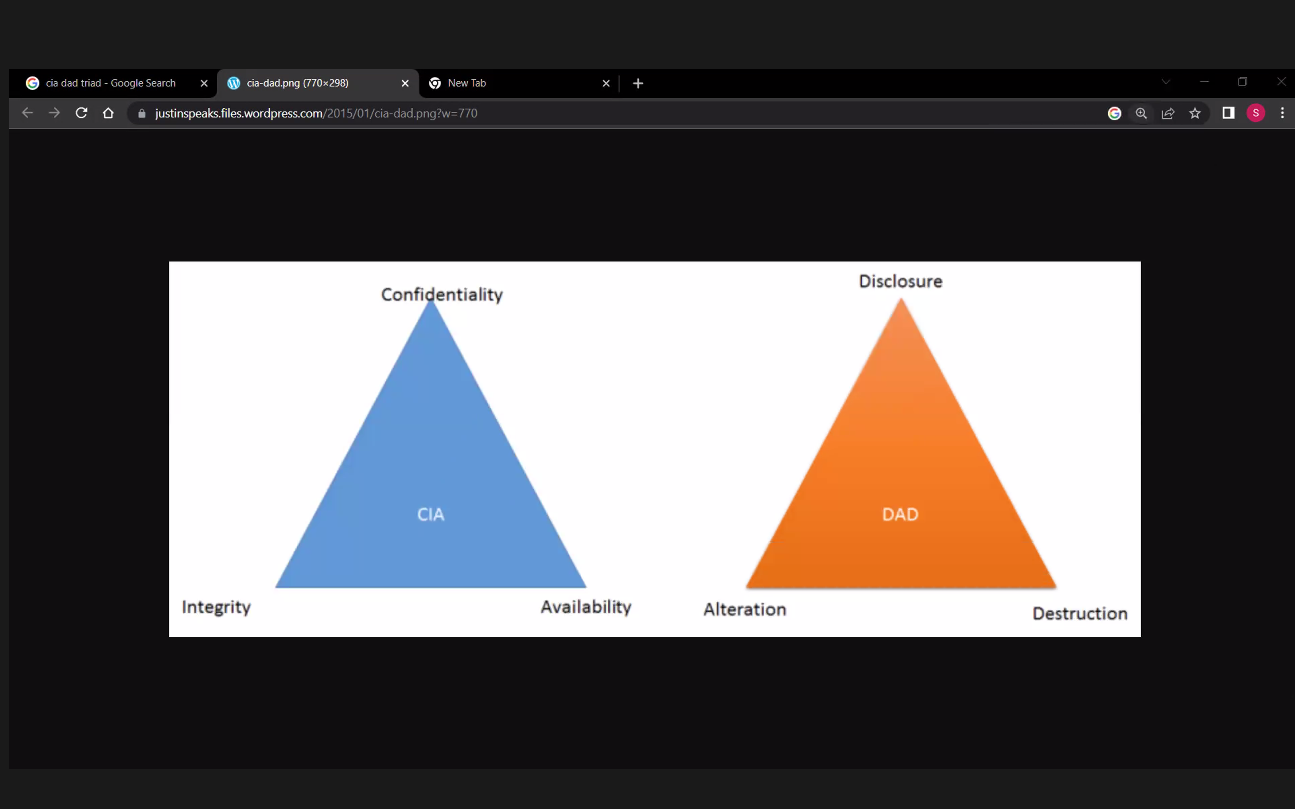 cia dad triad - Google Search
cia-dad.png (770×298)
New Tab
justinspeaks.files.wordpress.com/2015/01/cia-dad.png?w=770
S
Confidentiality
CIA
Integrity
Availability
Disclosure
DAD
Alteration
Destruction